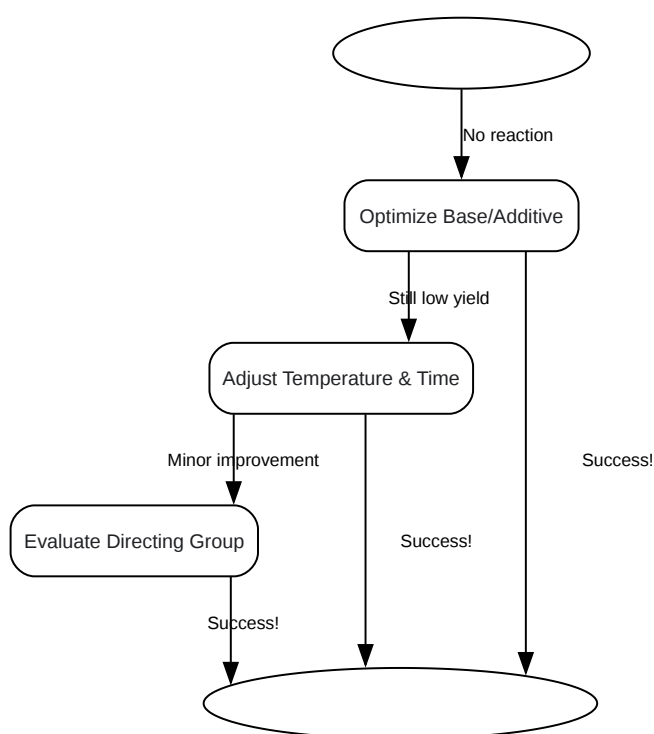 No reaction
Optimize Base/Additive
Still low yield
Adjust Temperature & Time
Minor improvement
Success!
Evaluate Directing Group
Success!
Success!